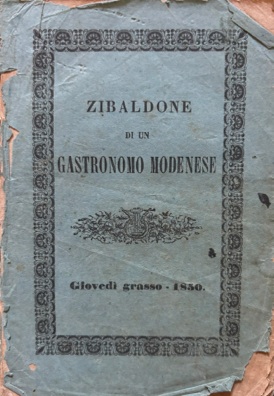 ZIBALDONE
DI UN
GASTRONOMO MODENESE
Giovedì grasso - 1850.